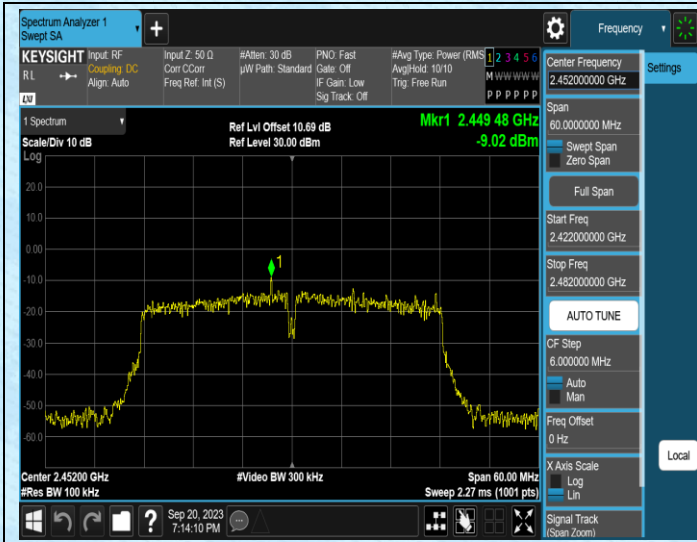 Spectrum Analyzer 1
Swept SA
+
Frequency
KEYSIGHT
Input: RF
Input Z: 50 Ω
#Atten: 30 dB
PNO: Fast
#Avg Type: Power (RMS
1 2 3 4 5 6
RL
Coupling: DC
Corr CCorr
µW Path: Standard
Gate: Off
Avg|Hold: 10/10
M W W W W W
Align: Auto
Freq Ref: Int (S)
IF Gain: Low
Trig: Free Run
Sig Track: Off
P P P P P P
LXI
1 Spectrum
Scale/Div 10 dB
Ref Lvl Offset 10.69 dB
Ref Level 30.00 dBm
Mkr1 2.449 48 GHz
-9.02 dBm
Log
20.0
10.0
0.00
1
-10.0
-20.0
-30.0
-40.0
-50.0
-60.0
Center 2.45200 GHz
#Video BW 300 kHz
Span 60.00 MHz
#Res BW 100 kHz
Sweep 2.27 ms (1001 pts)
?
Sep 20, 2023
7:14:10 PM
Center Frequency
2.452000000 GHz
Settings
Span
60.0000000 MHz
Swept Span
Zero Span
Full Span
Start Freq
2.422000000 GHz
Stop Freq
2.482000000 GHz
AUTO TUNE
CF Step
6.000000 MHz
Auto
Man
Freq Offset
0 Hz
X Axis Scale
Log
Lin
Local
Signal Track
(Span Zoom)